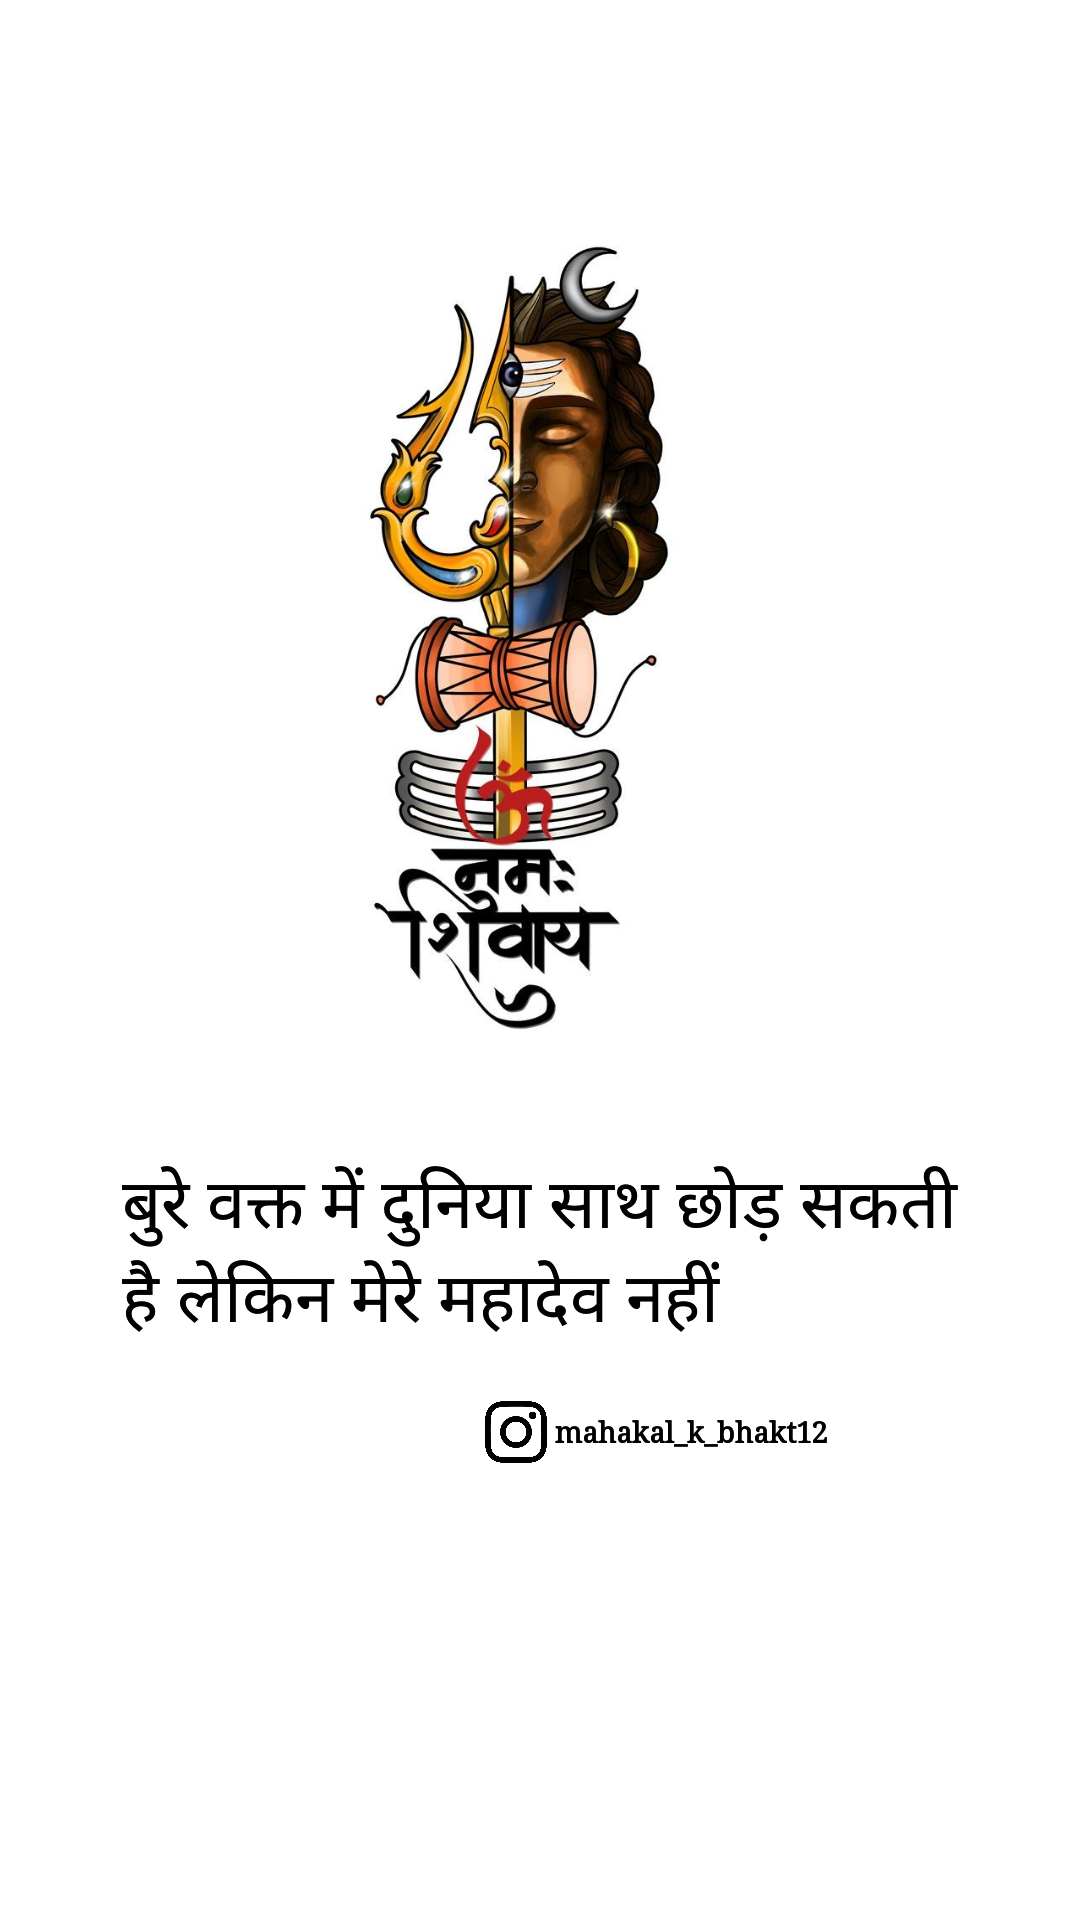 ॐ
नमः
शिवाय
बुरे वक्त में दुनिया साथ छोड़ सकती
है लेकिन मेरे महादेव नहीं
mahakal_k_bhakt12